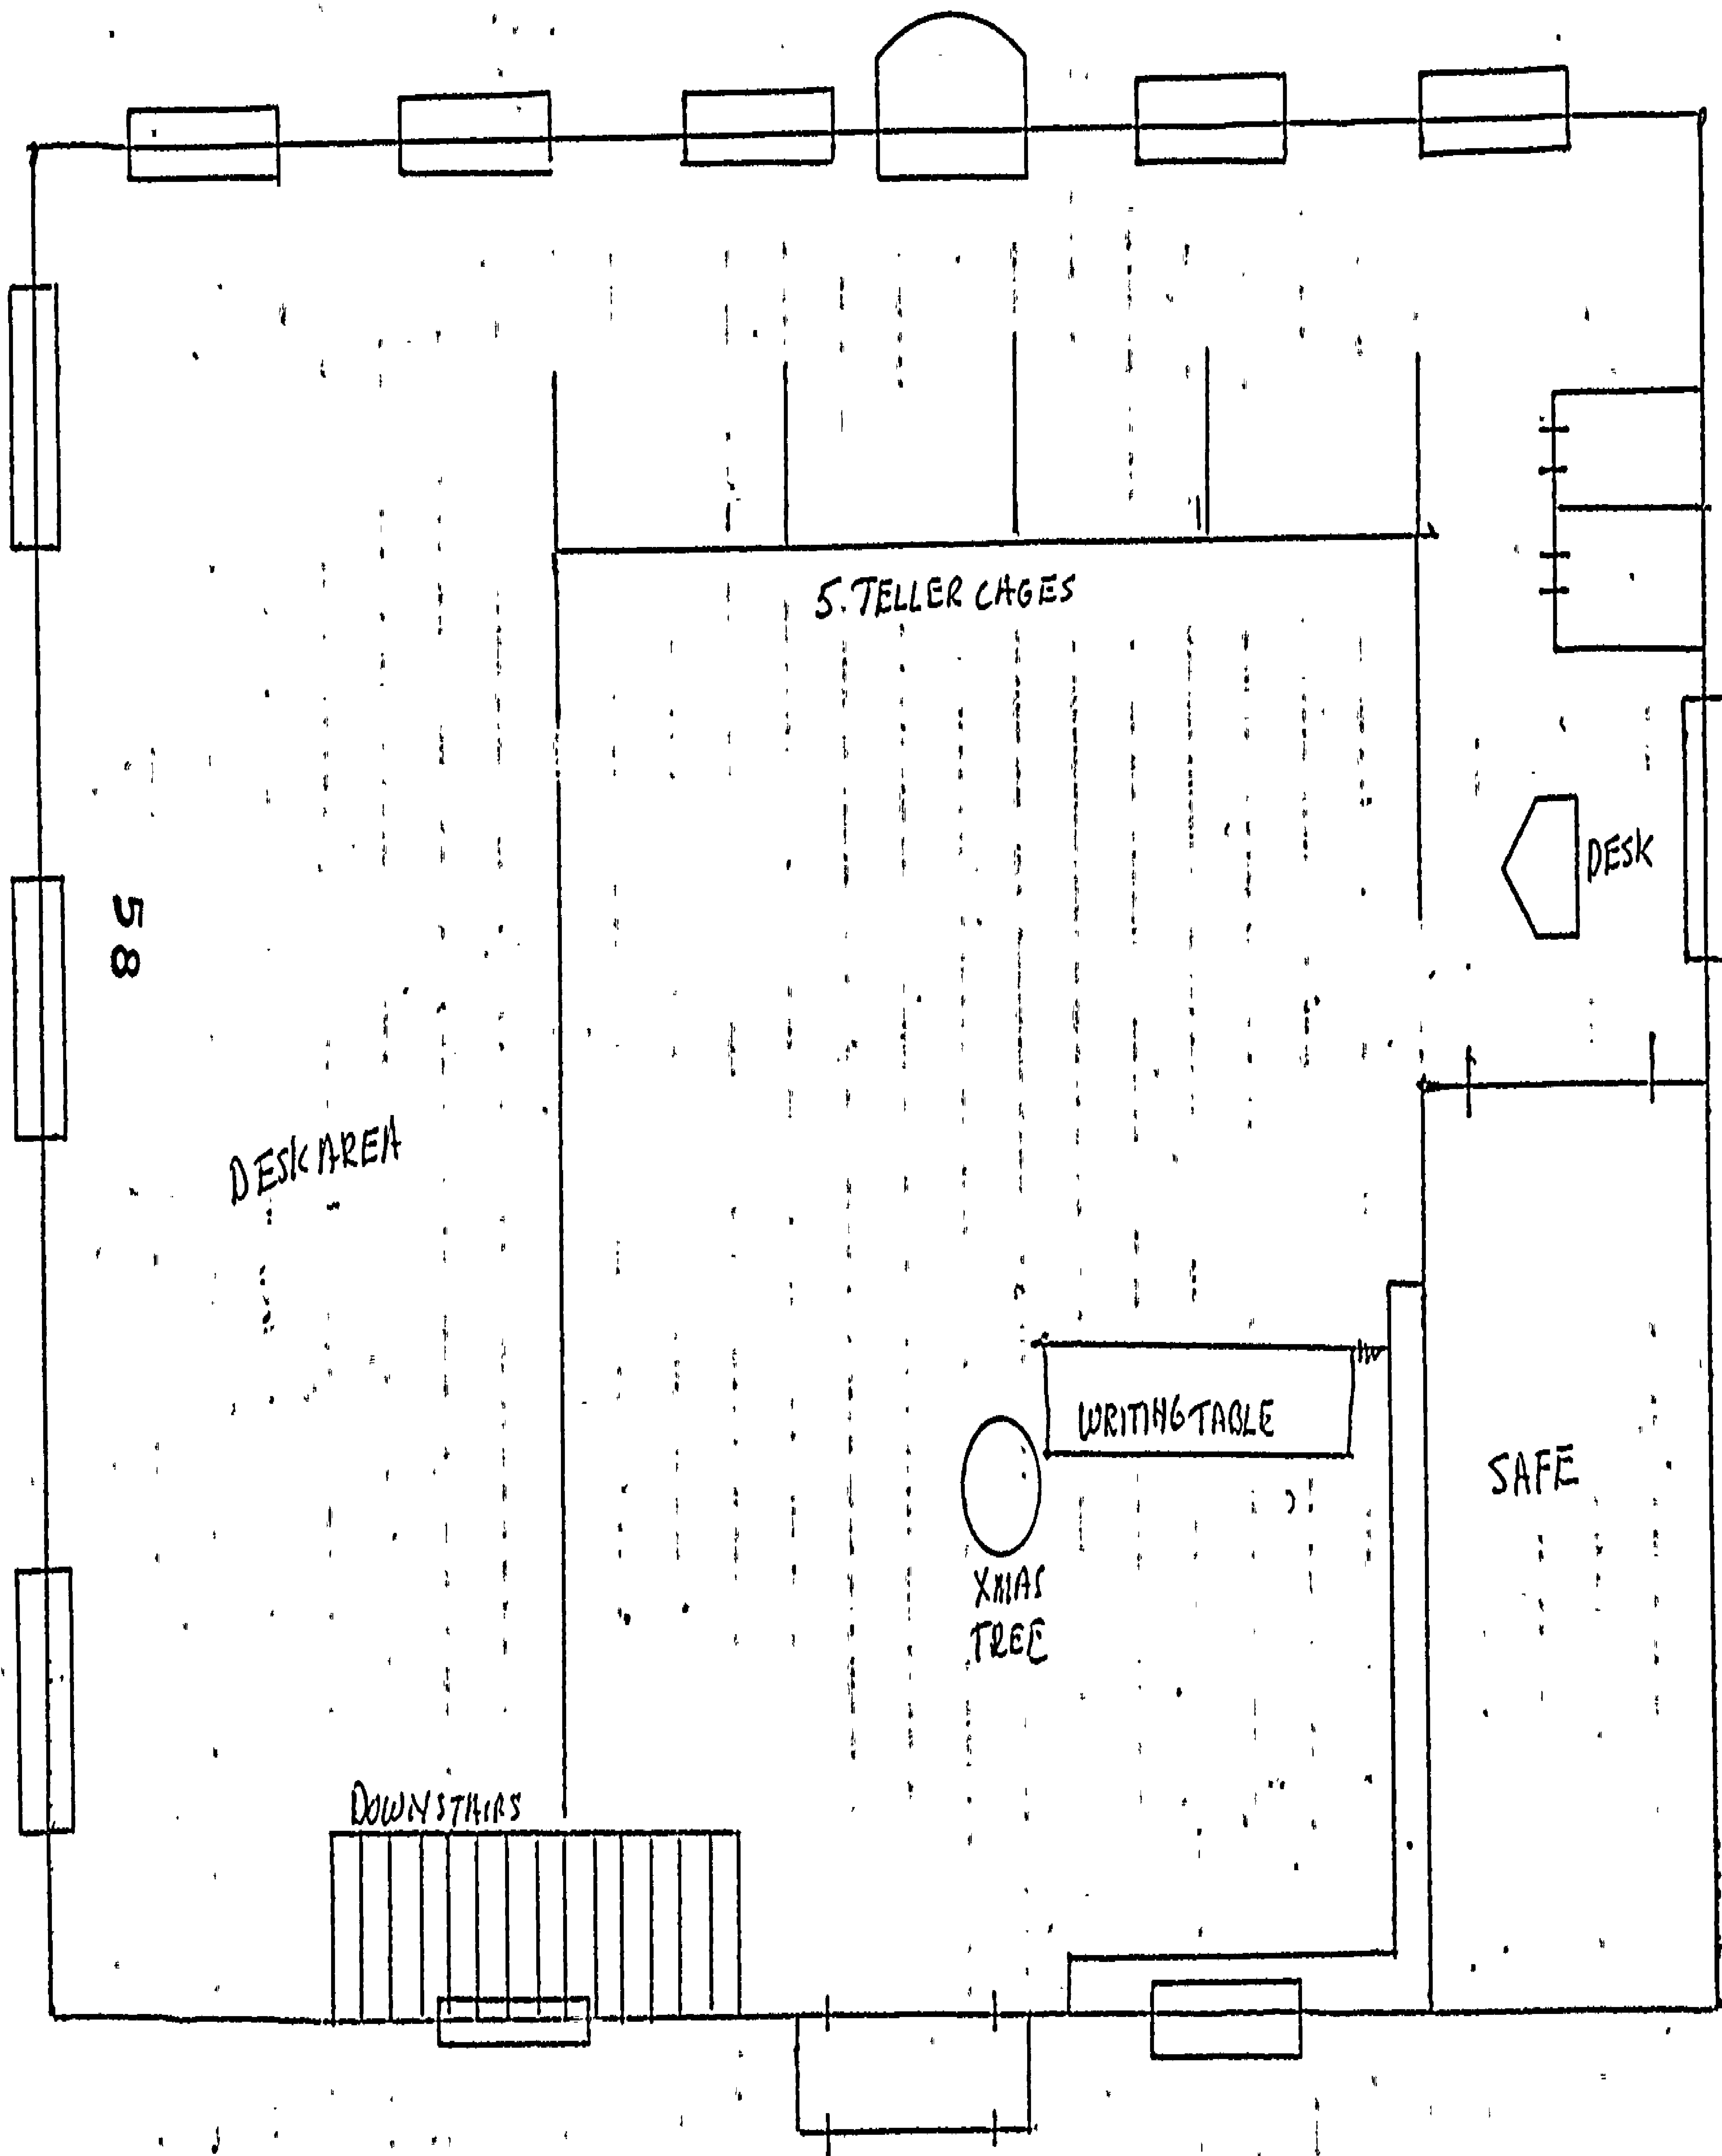 5. TELLER CAGES
DESK
58
DESK AREA
WRITING TABLE
SAFE
XMAS
TREE
DOWNSTAIRS